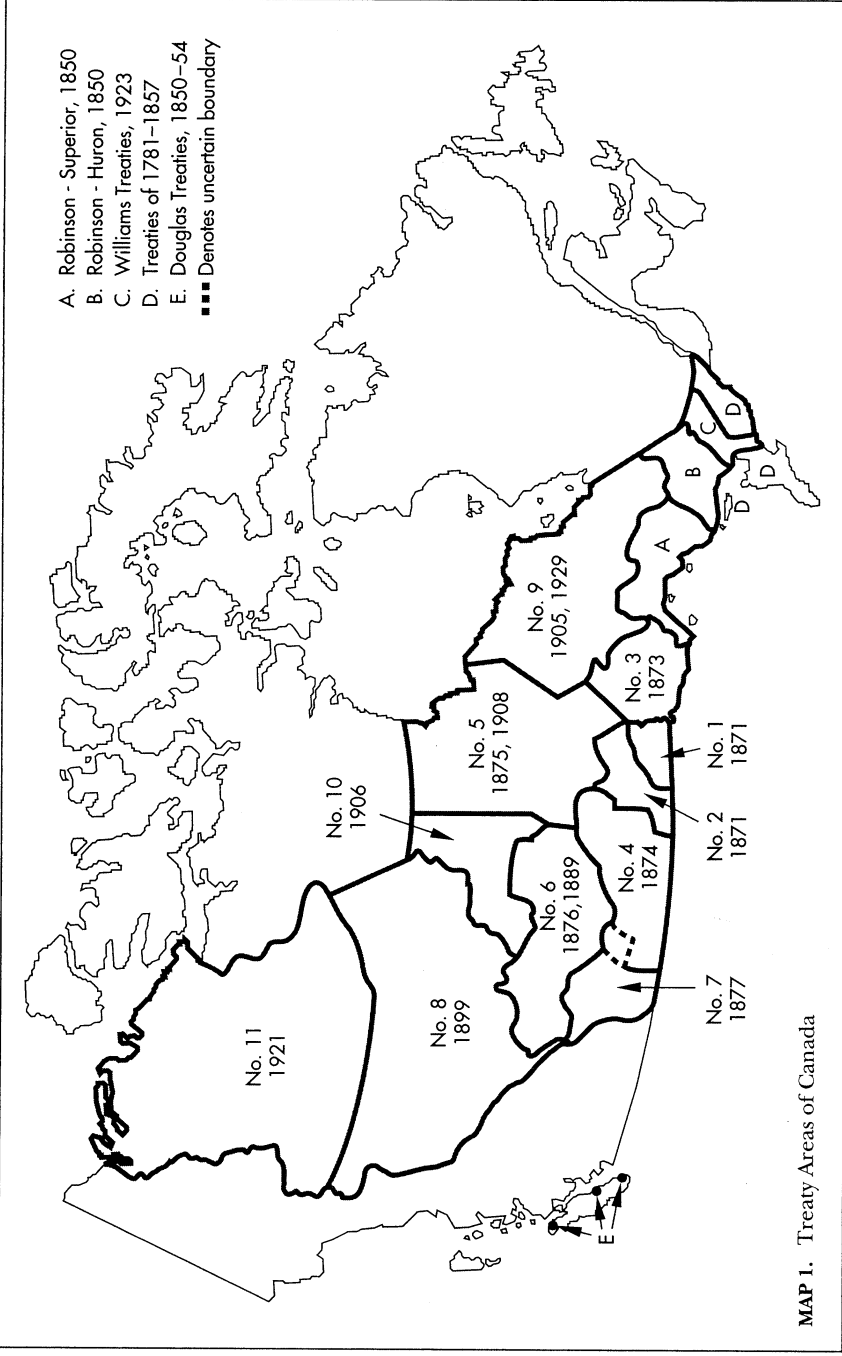 A. Robinson - Superior, 1850
B. Robinson - Huron, 1850
C. Williams Treaties, 1923
D. Treaties of 1781–1857
E. Douglas Treaties, 1850–54
Denotes uncertain boundary
No. 11
1921
No. 10
1906
No. 8
1899
No. 5
1875, 1908
No. 9
1905, 1929
No. 6
1876,1889
No. 4
1874
No. 3
1873
No. 7
1877
No. 2
1871
No. 1
1871
A
B
C
D
D
D
E
MAP 1. Treaty Areas of Canada